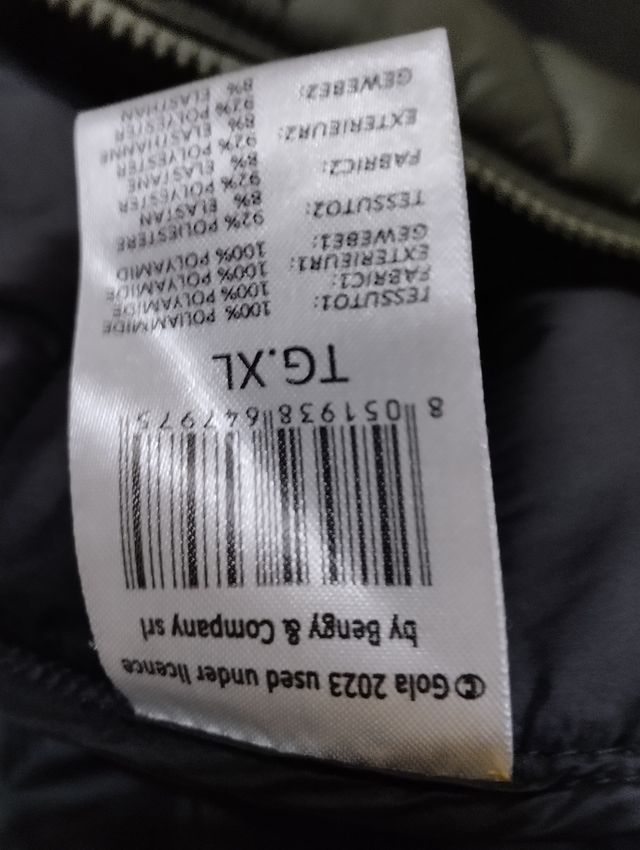 © Gola 2023 used under licence
by Bengy & Company srl
8 051938 647975
TG.XL
TESSUTO1: 100% POLIAMMIDE
FABRIC1: 100% POLYAMIDE
EXTERIEUR1: 100% POLYAMIDE
GEWEBE1: 100% POLYAMID
TESSUTO2: 92% POLIESTERE
8% ELASTAN
FABRIC2: 92% POLYESTER
8% ELASTANE
EXTERIEUR2: 92% POLYESTER
8% ELASTHANNE
GEWEBE2: 92% POLYESTER
8% ELASTHAN